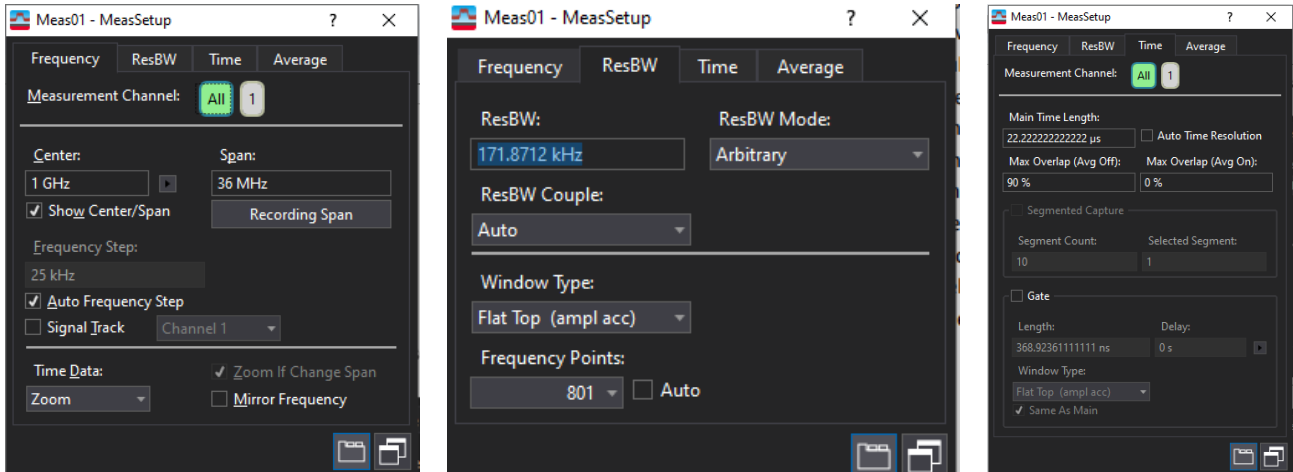 Meas01 - MeasSetup ? ×
Frequency ResBW Time Average
Measurement Channel: All 1
Center: Span:
1 GHz 36 MHz
Show Center/Span Recording Span
Frequency Step:
25 kHz
Auto Frequency Step
Signal Track Channel 1
Time Data: Zoom If Change Span
Zoom Mirror Frequency
Meas01 - MeasSetup ? ×
Frequency ResBW Time Average
ResBW: ResBW Mode:
171.8712 kHz Arbitrary
ResBW Couple:
Auto
Window Type:
Flat Top (ampl acc)
Frequency Points:
801 Auto
Meas01 - MeasSetup ? ×
Frequency ResBW Time Average
Measurement Channel: All 1
Main Time Length:
22.222222222222 µs Auto Time Resolution
Max Overlap (Avg Off): Max Overlap (Avg On):
90 % 0 %
Segmented Capture
Segment Count: Selected Segment:
10 1
Gate
Length: Delay:
368.92361111111 ns 0 s
Window Type:
Flat Top (ampl acc)
Same As Main